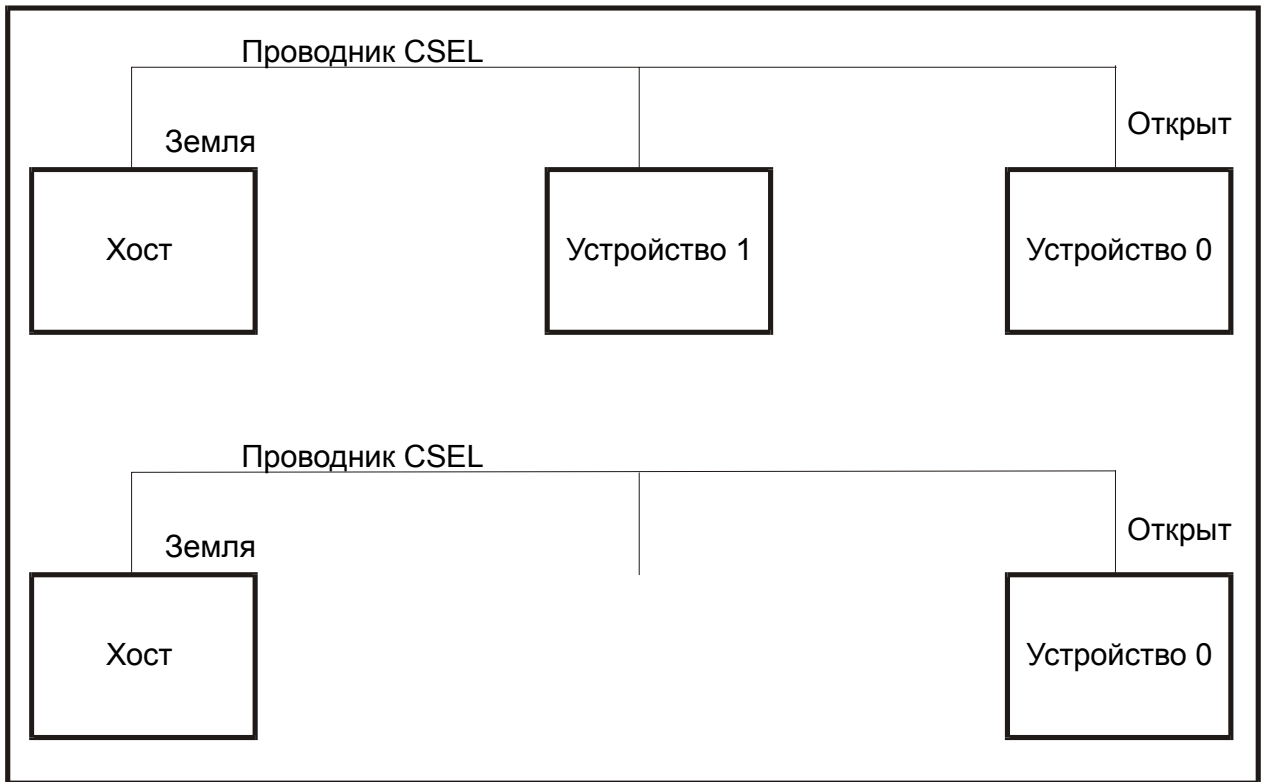 Проводник CSEL
Земля
Открыт
Хост
Устройство 1
Устройство 0
Проводник CSEL
Земля
Открыт
Хост
Устройство 0